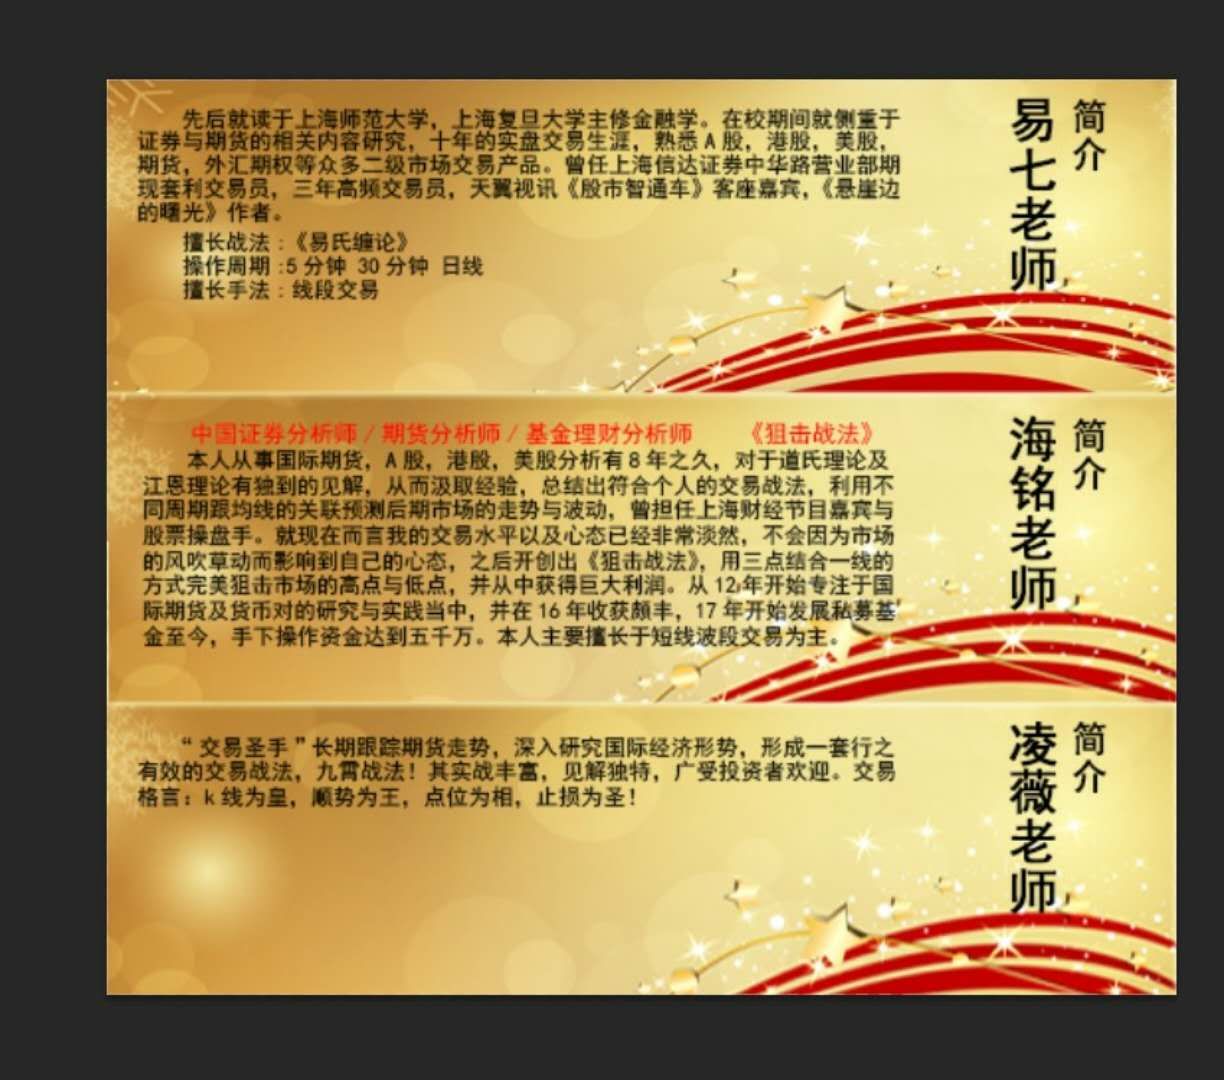 易七老师
简介
先后就读于上海师范大学，上海复旦大学主修金融学。在校期间就侧重于
证券与期货的相关内容研究，十年的实盘交易生涯，熟悉A股，港股，美股，
期货，外汇期权等众多二级市场交易产品。曾任上海信达证券中华路营业部期
现套利交易员，三年高频交易员，天翼视讯《股市智通车》客座嘉宾，《悬崖边
的曙光》作者。
擅长战法：《易氏缠论》
操作周期：5分钟 30分钟 日线
擅长手法：线段交易
海铭老师
简介
中国证券分析师/期货分析师/基金理财分析师 《狙击战法》
本人从事国际期货，A股，港股，美股分析有8年之久，对于道氏理论及
江恩理论有独到的见解，从而汲取经验，总结出符合个人的交易战法，利用不
同周期跟均线的关联预测后期市场的走势与波动，曾担任上海财经节目嘉宾与
股票操盘手。就现在而言我的交易水平以及心态已经非常淡然，不会因为市场
的风吹草动而影响到自己的心态，之后开创出《狙击战法》，用三点结合一线的
方式完美狙击市场的高点与低点，并从中获得巨大利润。从12年开始专注于国
际期货及货币对的研究与实践当中，并在16年收获颇丰，17年开始发展私募基
金至今，手下操作资金达到五千万。本人主要擅长于短线波段交易为主。
凌薇老师
简介
“交易圣手”长期跟踪期货走势，深入研究国际经济形势，形成一套行之
有效的交易战法，九霄战法！其实战丰富，见解独特，广受投资者欢迎。交易
格言：k线为皇，顺势为王，点位为相，止损为圣！